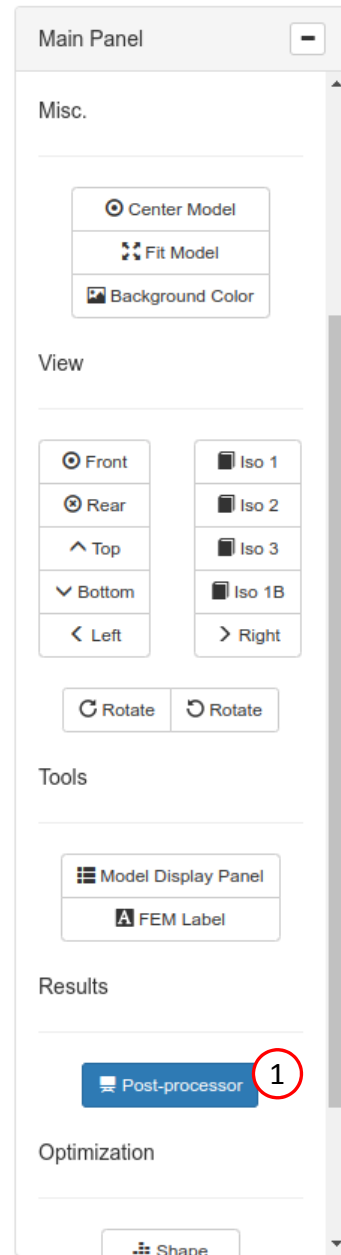 Main Panel
Misc.
Center Model
Fit Model
Background Color
View
Front
Iso 1
Rear
Iso 2
Top
Iso 3
Bottom
Iso 1B
Left
Right
Rotate Rotate
Tools
Model Display Panel
A FEM Label
Results
Post-processor 1
Optimization
Shape